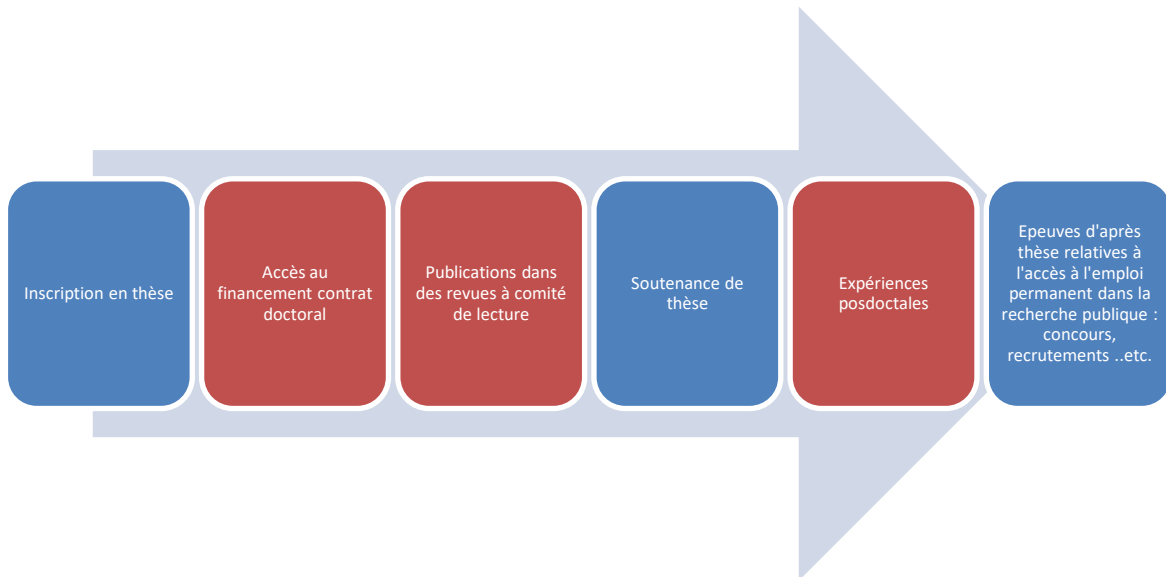 Inscription en thèse
Accès au
financement contrat
doctoral
Publications dans
des revues à comité
de lecture
Soutenance de
thèse
Expériences
posdoctales
Epeuves d'après
thèse relatives à
l'accès à l'emploi
permanent dans la
recherche publique :
concours,
recrutements ..etc.